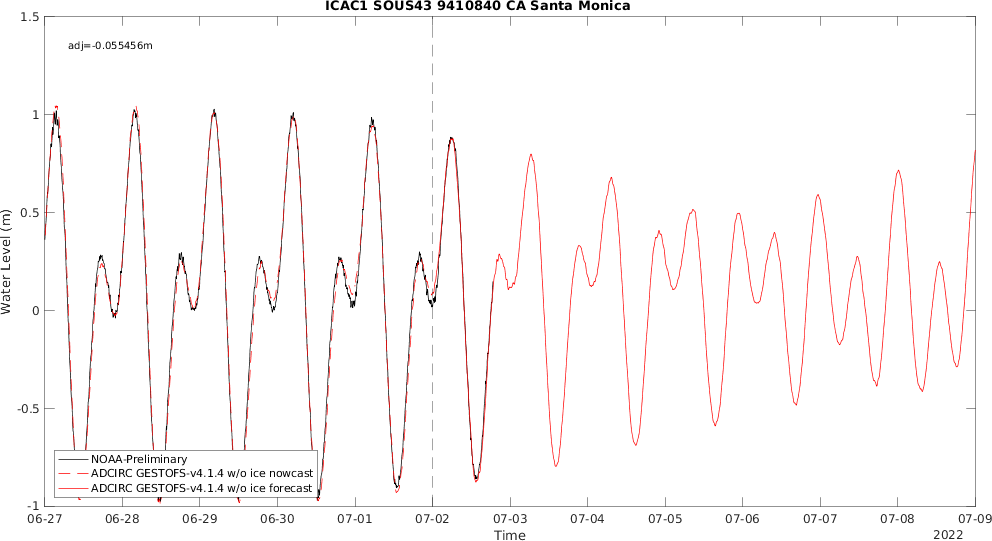 ICAC1 SOUS43 9410840 CA Santa Monica
adj=-0.055456m
Water Level (m)
1.5
1
0.5
0
-0.5
-1
NOAA-Preliminary
ADCIRC GESTOFS-v4.1.4 w/o ice nowcast
ADCIRC GESTOFS-v4.1.4 w/o ice forecast
06-27 06-28 06-29 06-30 07-01 07-02 07-03 07-04 07-05 07-06 07-07 07-08 07-09
Time
2022